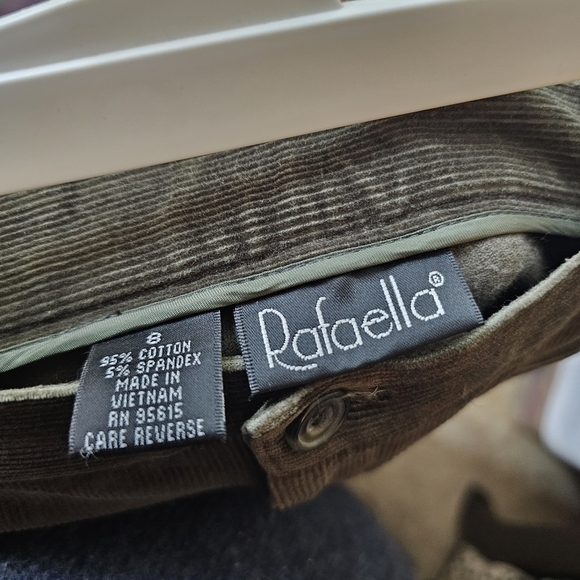 Rafaella®
8
95% COTTON
5% SPANDEX
MADE IN
VIETNAM
RN 95615
CARE REVERSE